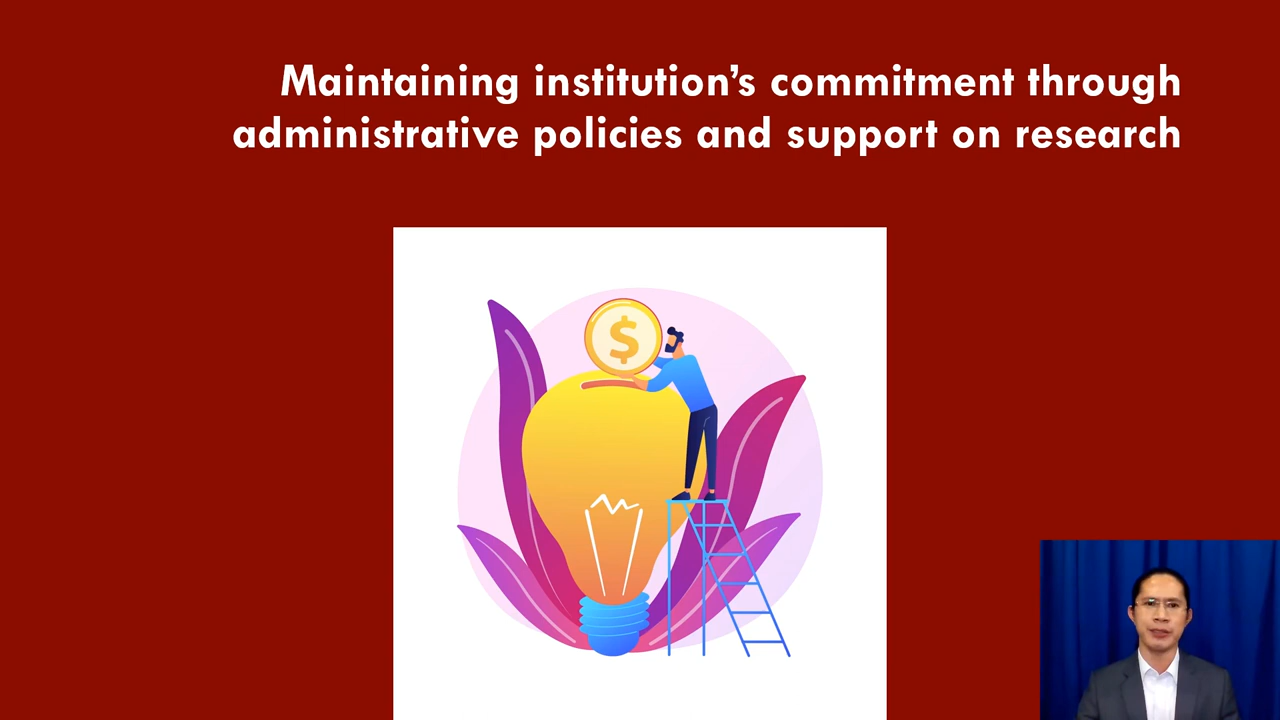 Maintaining institution’s commitment through
administrative policies and support on research
$